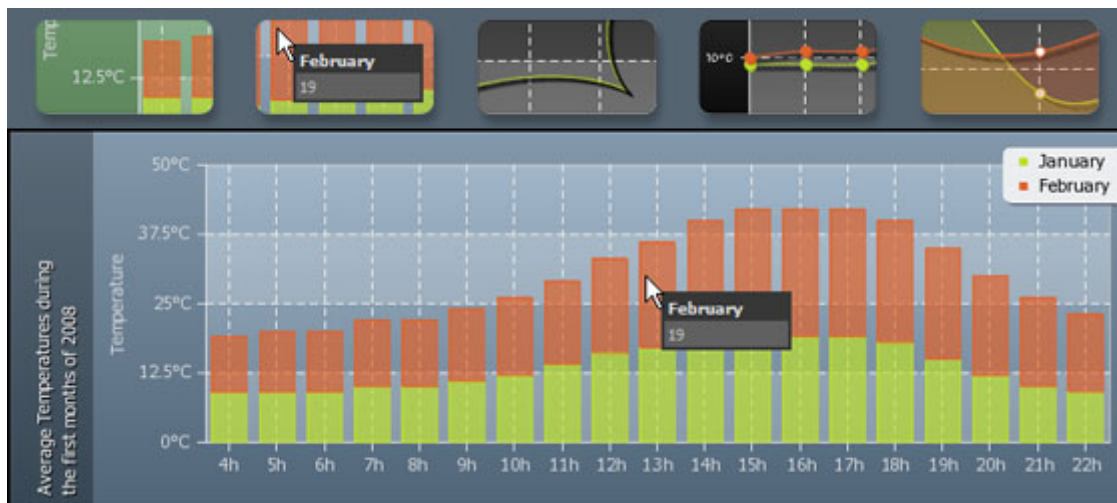 Temp
12.5°C
February
19
10°C
50°C
37.5°C
25°C
12.5°C
0°C
Temperature
Average Temperatures during
the first months of 2008
January
February
February
19
4h 5h 6h 7h 8h 9h 10h 11h 12h 13h 14h 15h 16h 17h 18h 19h 20h 21h 22h